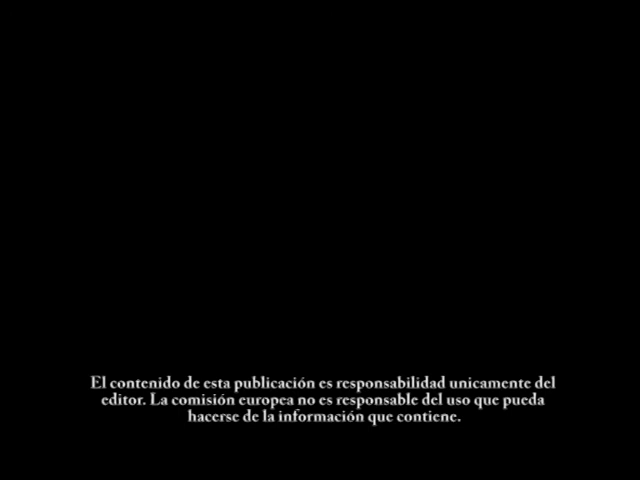 El contenido de esta publicación es responsabilidad unicamente del
editor. La comisión europea no es responsable del uso que pueda
hacerse de la información que contiene.